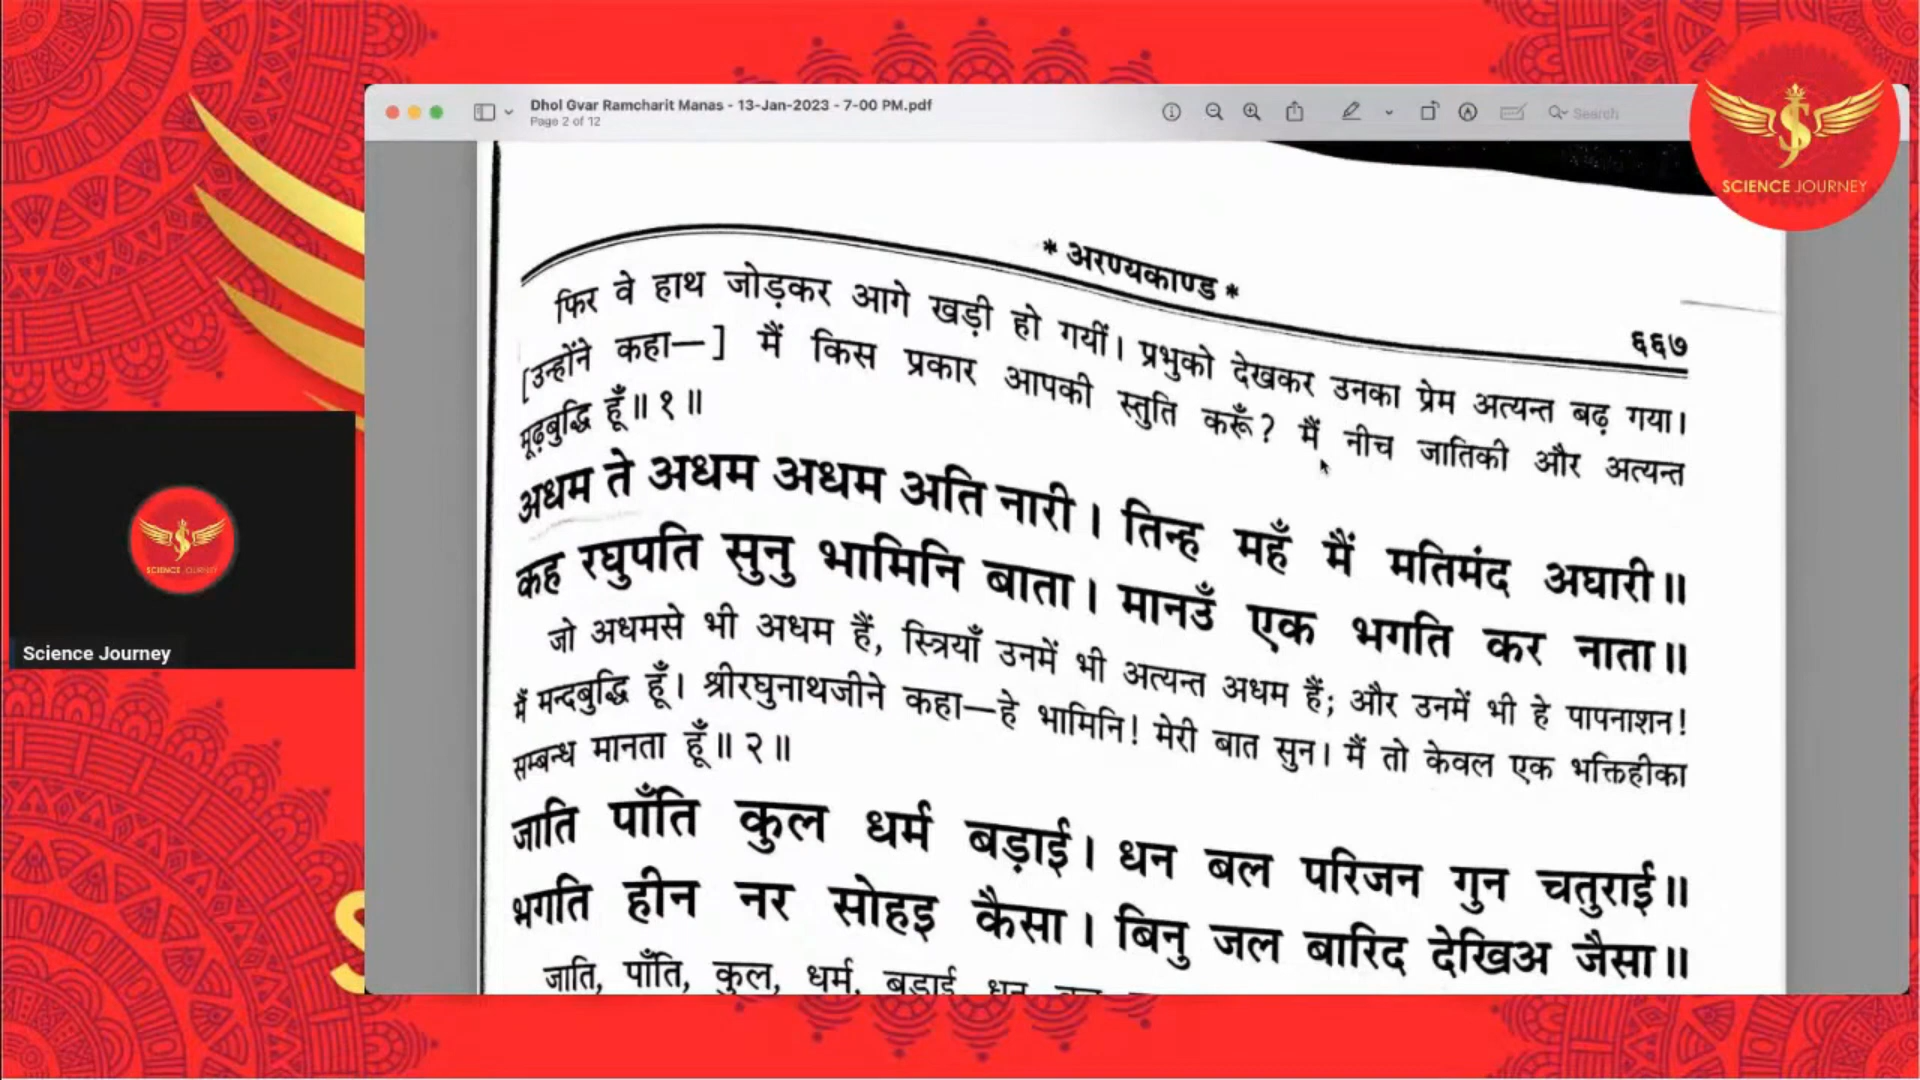 Dhol Gvar Ramcharit Manas - 13-Jan-2023 - 7-00 PM.pdf
Page 2 of 12
Search
SCIENCE JOURNEY
* अरण्यकाण्ड *
६६७
फिर वे हाथ जोड़कर आगे खड़ी हो गयीं। प्रभुको देखकर उनका प्रेम अत्यन्त बढ़ गया।
[उन्होंने कहा—] मैं किस प्रकार आपकी स्तुति करूँ? मैं नीच जातिकी और अत्यन्त
मूढ़बुद्धि हूँ॥ १॥
अधम ते अधम अधम अति नारी। तिन्ह महँ मैं मतिमंद अघारी॥
कह रघुपति सुनु भामिनि बाता। मानउँ एक भगति कर नाता॥
जो अधमसे भी अधम हैं, स्त्रियाँ उनमें भी अत्यन्त अधम हैं; और उनमें भी हे पापनाशन!
मैं मन्दबुद्धि हूँ। श्रीरघुनाथजीने कहा—हे भामिनि! मेरी बात सुन। मैं तो केवल एक भक्तिहीका
सम्बन्ध मानता हूँ॥ २॥
जाति पाँति कुल धर्म बड़ाई। धन बल परिजन गुन चतुराई॥
भगति हीन नर सोहइ कैसा। बिनु जल बारिद देखिअ जैसा॥
जाति, पाँति, कुल, धर्म, बड़ाई, धन
SCIENCE JOURNEY
Science Journey